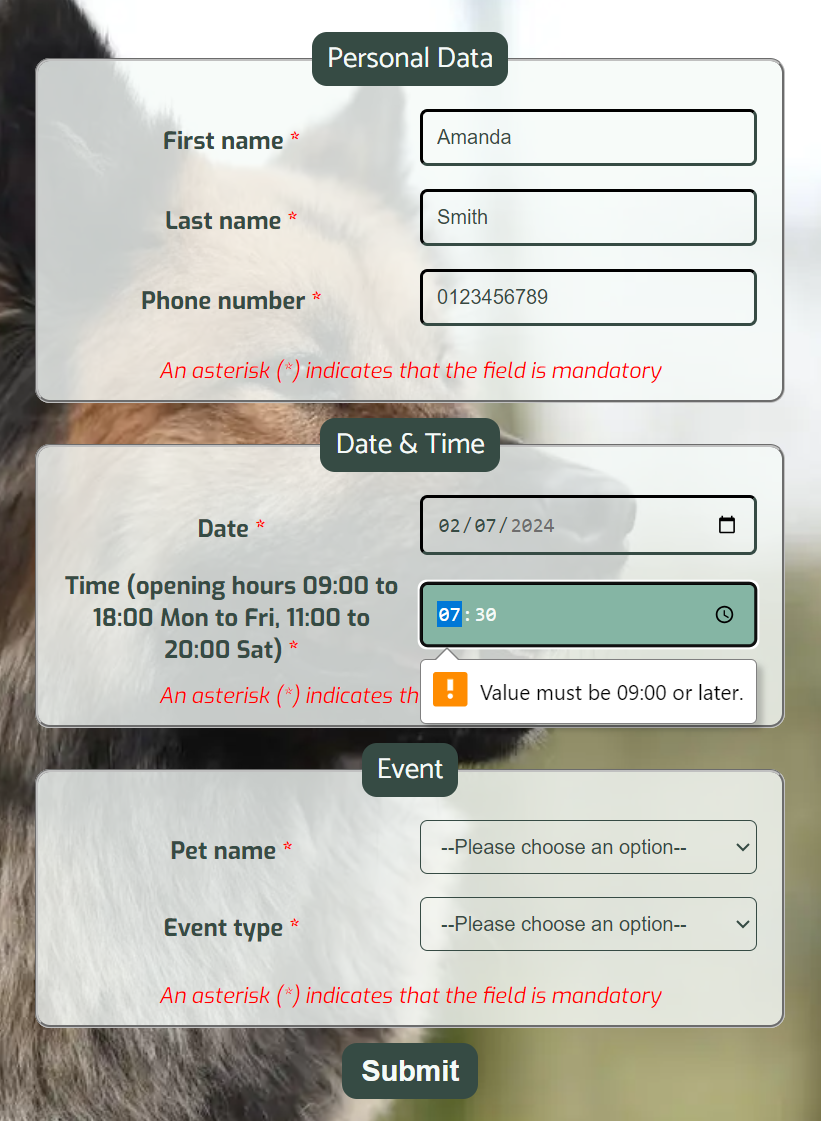 Personal Data
First name *
Amanda
Last name *
Smith
Phone number *
0123456789
An asterisk (*) indicates that the field is mandatory
Date & Time
Date *
02/07/2024
Time (opening hours 09:00 to
18:00 Mon to Fri, 11:00 to
20:00 Sat) *
07:30
An asterisk (*) indicates th
! Value must be 09:00 or later.
Event
Pet name *
--Please choose an option--
Event type *
--Please choose an option--
An asterisk (*) indicates that the field is mandatory
Submit